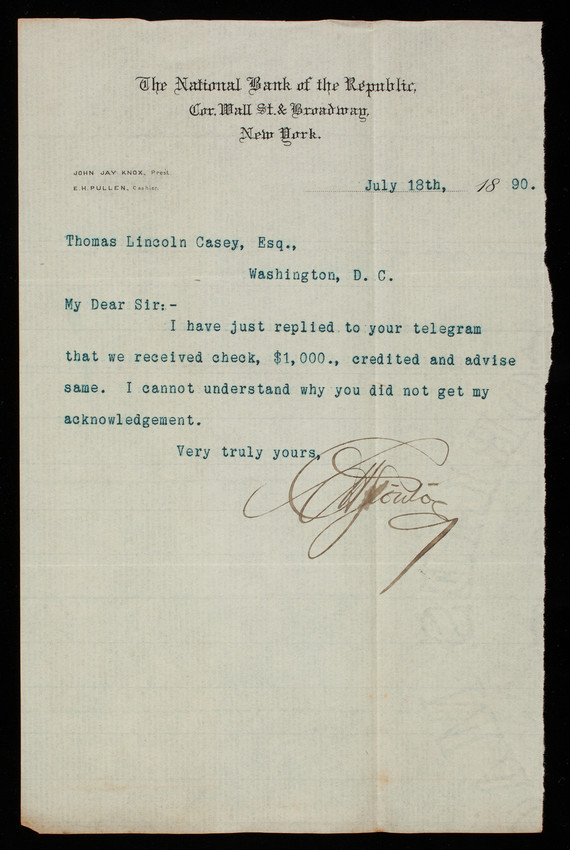 The National Bank of the Republic,
Cor. Wall St. & Broadway,
New York.
JOHN JAY KNOX, Prest.
E.H. PULLEN, Cashier.
July 18th, 18 90.
Thomas Lincoln Casey, Esq.,
Washington, D. C.
My Dear Sir:-
I have just replied to your telegram
that we received check, $1,000., credited and advise
same. I cannot understand why you did not get my
acknowledgement.
Very truly yours,